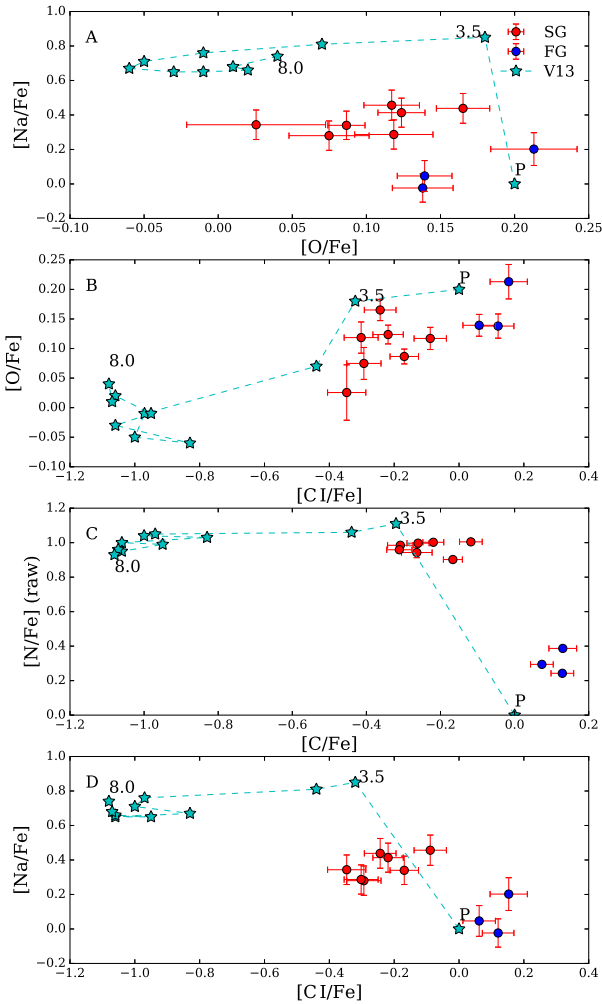 1.0
0.8
0.6
0.4
0.2
0.0
−0.2
[Na/Fe]
A
3.5
8.0
P
SG
FG
V13
−0.10 −0.05 0.00 0.05 0.10 0.15 0.20 0.25
[O/Fe]
0.25
0.20
0.15
0.10
0.05
0.00
−0.05
−0.10
[O/Fe]
B
P
3.5
8.0
−1.2 −1.0 −0.8 −0.6 −0.4 −0.2 0.0 0.2 0.4
[C I/Fe]
1.2
1.0
0.8
0.6
0.4
0.2
0.0
[N/Fe] (raw)
C
3.5
8.0
P
−1.2 −1.0 −0.8 −0.6 −0.4 −0.2 0.0 0.2
[C/Fe]
1.0
0.8
0.6
0.4
0.2
0.0
−0.2
[Na/Fe]
D
8.0
3.5
P
−1.2 −1.0 −0.8 −0.6 −0.4 −0.2 0.0 0.2 0.4
[C I/Fe]